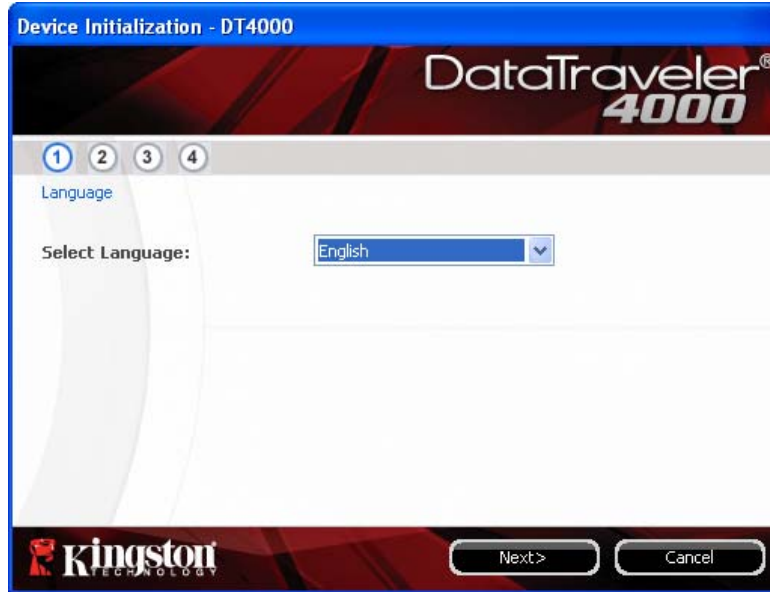 Device Initialization - DT4000
DataTraveler®
4000
1 2 3 4
Language
Select Language: English
Kingston
TECHNOLOGY
Next> Cancel